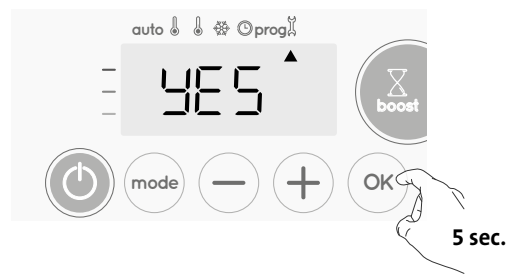 auto prog
YES
boost
mode − + OK
5 sec.